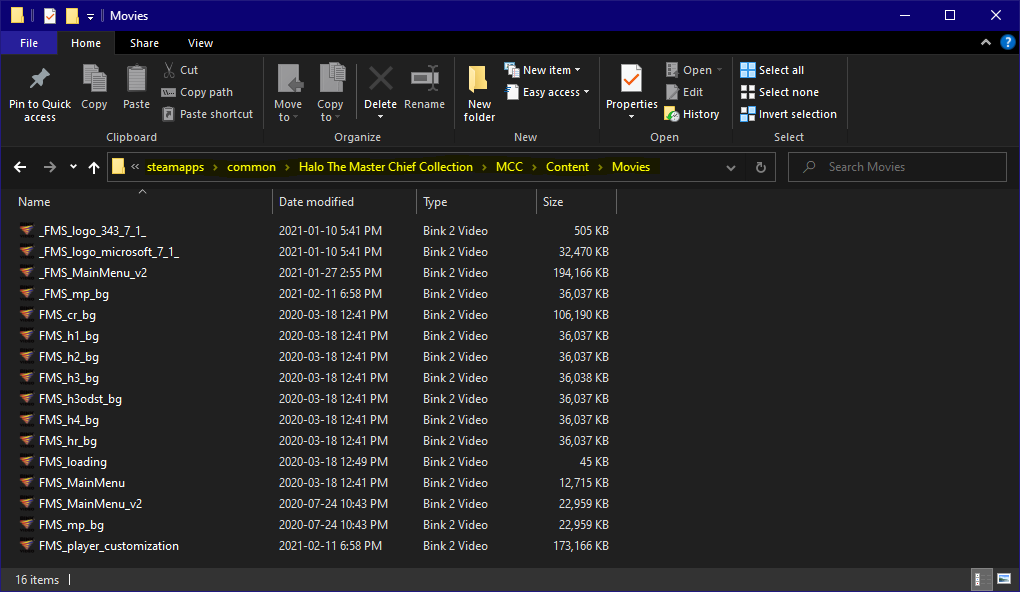 Movies
File Home Share View
Pin to Quick access
Copy
Paste
Cut
Copy path
Paste shortcut
Clipboard
Move to
Copy to
Delete
Rename
Organize
New folder
New item
Easy access
New
Properties
Open
Edit
History
Open
Select all
Select none
Invert selection
Select
« steamapps › common › Halo The Master Chief Collection › MCC › Content › Movies
Search Movies
Name Date modified Type Size
_FMS_logo_343_7_1_ 2021-01-10 5:41 PM Bink 2 Video 505 KB
_FMS_logo_microsoft_7_1_ 2021-01-10 5:41 PM Bink 2 Video 32,470 KB
_FMS_MainMenu_v2 2021-01-27 2:55 PM Bink 2 Video 194,166 KB
_FMS_mp_bg 2021-02-11 6:58 PM Bink 2 Video 36,037 KB
FMS_cr_bg 2020-03-18 12:41 PM Bink 2 Video 106,190 KB
FMS_h1_bg 2020-03-18 12:41 PM Bink 2 Video 36,037 KB
FMS_h2_bg 2020-03-18 12:41 PM Bink 2 Video 36,037 KB
FMS_h3_bg 2020-03-18 12:41 PM Bink 2 Video 36,038 KB
FMS_h3odst_bg 2020-03-18 12:41 PM Bink 2 Video 36,037 KB
FMS_h4_bg 2020-03-18 12:41 PM Bink 2 Video 36,037 KB
FMS_hr_bg 2020-03-18 12:41 PM Bink 2 Video 36,037 KB
FMS_loading 2020-03-18 12:49 PM Bink 2 Video 45 KB
FMS_MainMenu 2020-03-18 12:41 PM Bink 2 Video 12,715 KB
FMS_MainMenu_v2 2020-07-24 10:43 PM Bink 2 Video 22,959 KB
FMS_mp_bg 2020-07-24 10:43 PM Bink 2 Video 22,959 KB
FMS_player_customization 2021-02-11 6:58 PM Bink 2 Video 173,166 KB
16 items